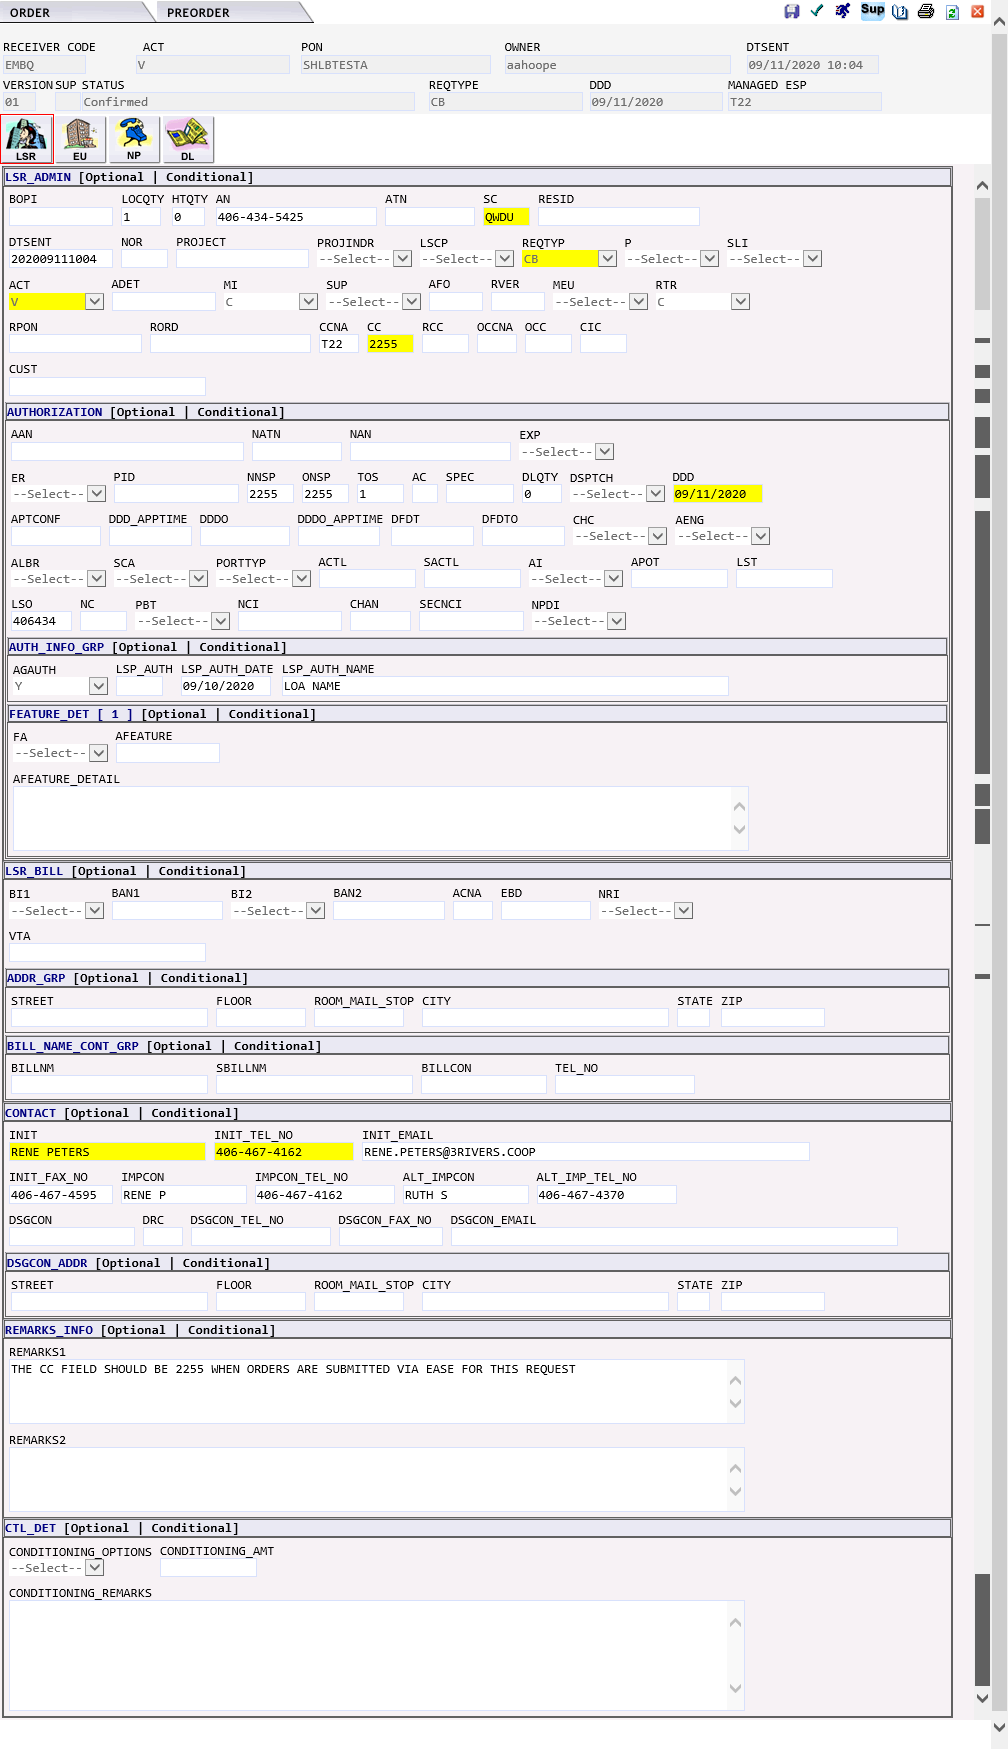 ORDER PREORDER Sup
RECEIVER CODE ACT PON OWNER DTSENT
EMBQ V SHLBTESTA aahoope 09/11/2020 10:04
VERSION SUP STATUS REQTYPE DDD MANAGED ESP
01 Confirmed CB 09/11/2020 T22
LSR EU NP DL
LSR_ADMIN [Optional | Conditional]
BOPI LOCQTY HTQTY AN ATN SC RESID
1 0 406-434-5425 QWDU
DTSENT NOR PROJECT PROJINDR LSCP REQTYP P SLI
202009111004 --Select-- --Select-- CB --Select-- --Select--
ACT ADET MI SUP AFO RVER MEU RTR
V C --Select-- --Select-- C
RPON RORD CCNA CC RCC OCCNA OCC CIC
T22 2255
CUST
AUTHORIZATION [Optional | Conditional]
AAN NATN NAN EXP
--Select--
ER PID NNSP ONSP TOS AC SPEC DLQTY DSPTCH DDD
--Select-- 2255 2255 1 0 --Select-- 09/11/2020
APTCONF DDD_APPTIME DDDO DDDO_APPTIME DFDT DFDTO CHC AENG
--Select-- --Select--
ALBR SCA PORTTYP ACTL SACTL AI APOT LST
--Select-- --Select-- --Select-- --Select--
LSO NC PBT NCI CHAN SECNCI NPDI
406434 --Select-- --Select--
AUTH_INFO_GRP [Optional | Conditional]
AGAUTH LSP_AUTH LSP_AUTH_DATE LSP_AUTH_NAME
Y 09/10/2020 LOA NAME
FEATURE_DET [ 1 ] [Optional | Conditional]
FA AFEATURE
--Select--
AFEATURE_DETAIL
LSR_BILL [Optional | Conditional]
BI1 BAN1 BI2 BAN2 ACNA EBD NRI
--Select-- --Select-- --Select--
VTA
ADDR_GRP [Optional | Conditional]
STREET FLOOR ROOM_MAIL_STOP CITY STATE ZIP
BILL_NAME_CONT_GRP [Optional | Conditional]
BILLNM SBILLNM BILLCON TEL_NO
CONTACT [Optional | Conditional]
INIT INIT_TEL_NO INIT_EMAIL
RENE PETERS 406-467-4162 RENE.PETERS@3RIVERS.COOP
INIT_FAX_NO IMPCON IMPCON_TEL_NO ALT_IMPCON ALT_IMP_TEL_NO
406-467-4595 RENE P 406-467-4162 RUTH S 406-467-4370
DSGCON DRC DSGCON_TEL_NO DSGCON_FAX_NO DSGCON_EMAIL
DSGCON_ADDR [Optional | Conditional]
STREET FLOOR ROOM_MAIL_STOP CITY STATE ZIP
REMARKS_INFO [Optional | Conditional]
REMARKS1
THE CC FIELD SHOULD BE 2255 WHEN ORDERS ARE SUBMITTED VIA EASE FOR THIS REQUEST
REMARKS2
CTL_DET [Optional | Conditional]
CONDITIONING_OPTIONS CONDITIONING_AMT
--Select--
CONDITIONING_REMARKS